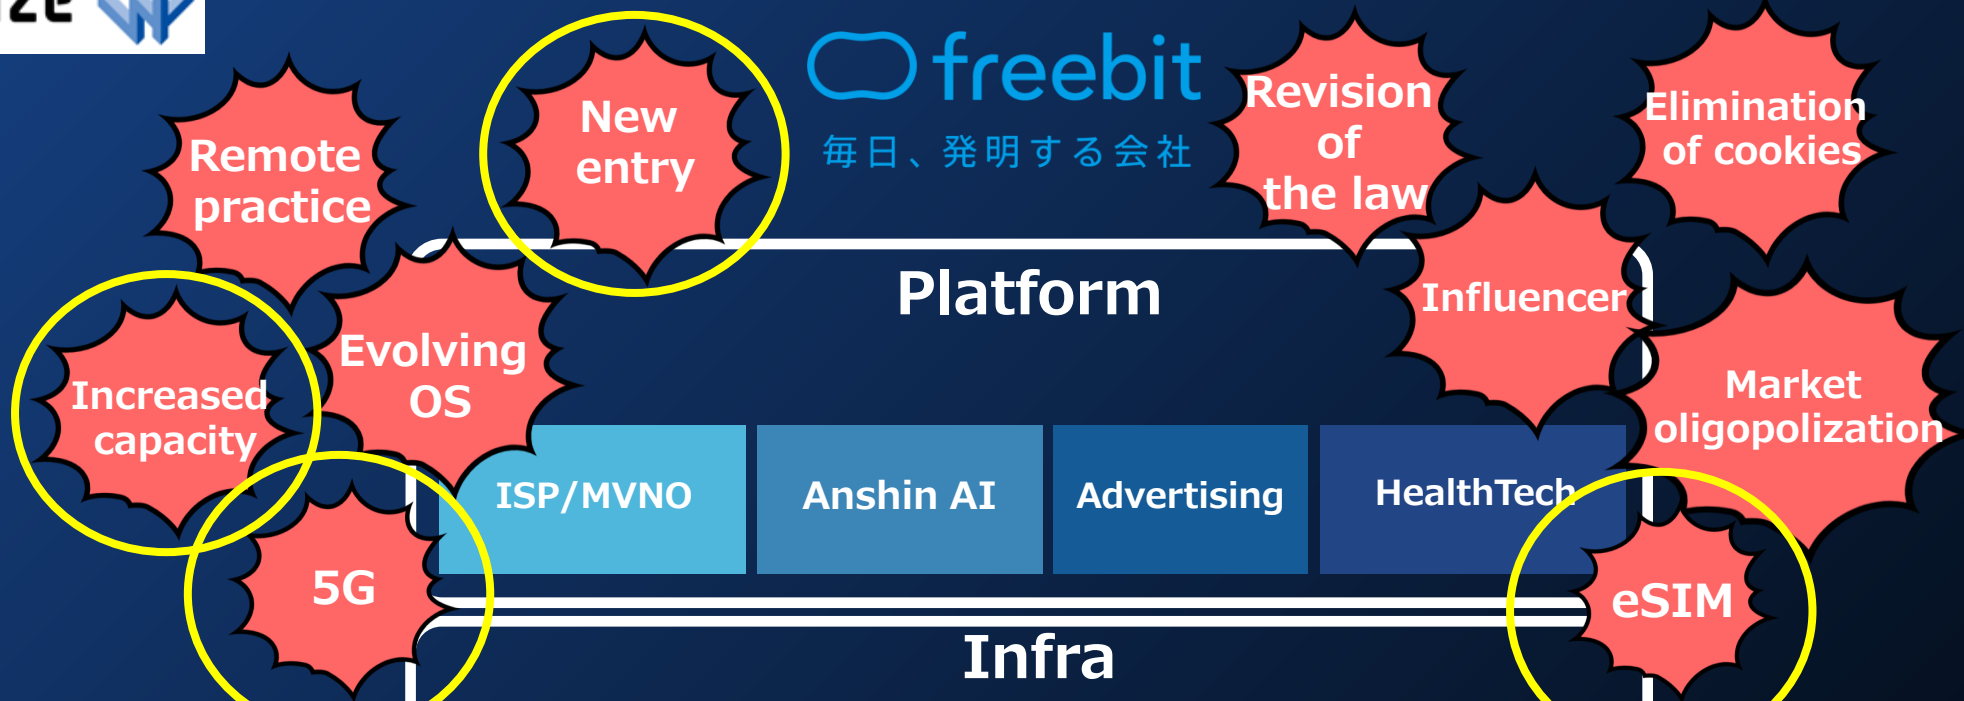 freebit
毎日、発明する会社
New
entry
Revision
of
the law
Elimination
of cookies
Remote
practice
Platform
Influencer
Evolving
OS
Increased
capacity
Market
oligopolization
ISP/MVNO
Anshin AI
Advertising
HealthTech
5G
eSIM
Infra